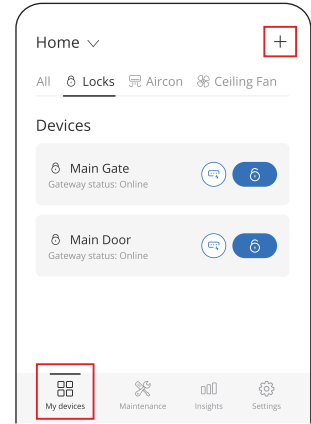 Home
All Locks Aircon Ceiling Fan
Devices
Main Gate
Gateway status: Online
Main Door
Gateway status: Online
My devices Maintenance Insights Settings